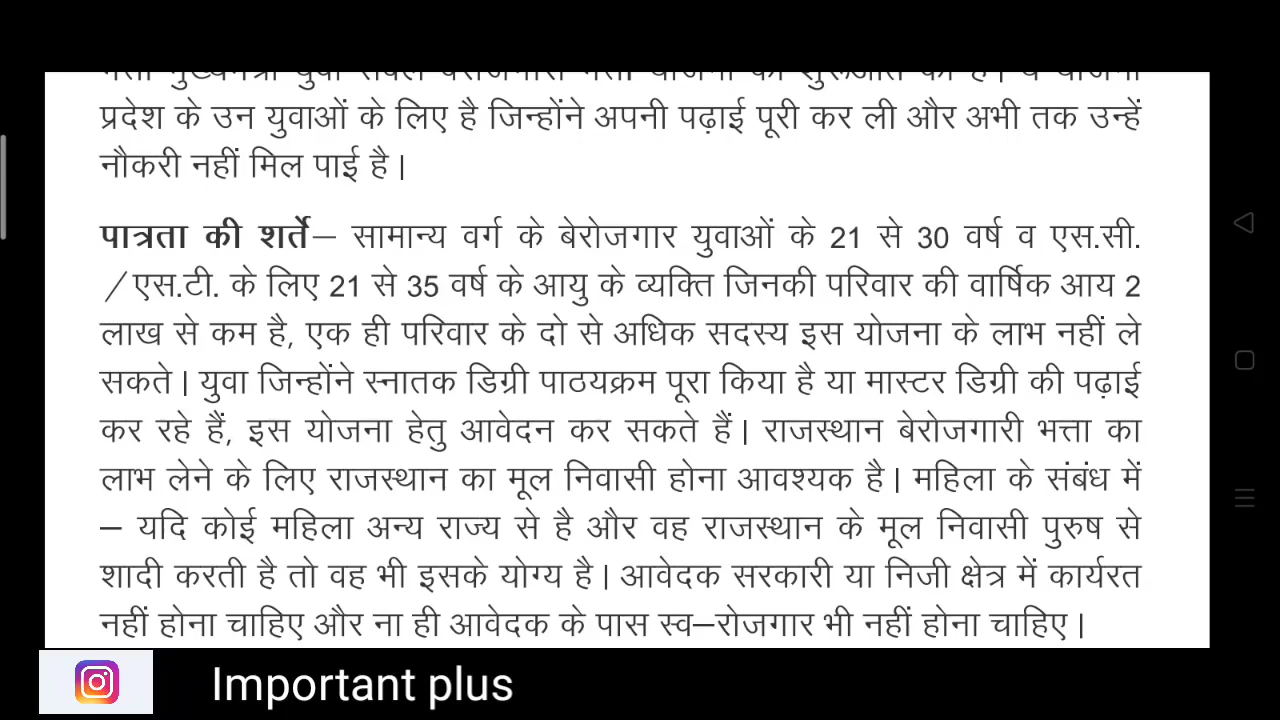 प्रदेश के उन युवाओं के लिए है जिन्होंने अपनी पढ़ाई पूरी कर ली और अभी तक उन्हें
नौकरी नहीं मिल पाई है।
पात्रता की शर्ते– सामान्य वर्ग के बेरोजगार युवाओं के 21 से 30 वर्ष व एस.सी.
/एस.टी. के लिए 21 से 35 वर्ष के आयु के व्यक्ति जिनकी परिवार की वार्षिक आय 2
लाख से कम है, एक ही परिवार के दो से अधिक सदस्य इस योजना के लाभ नहीं ले
सकते। युवा जिन्होंने स्नातक डिग्री पाठयक्रम पूरा किया है या मास्टर डिग्री की पढ़ाई
कर रहे हैं, इस योजना हेतु आवेदन कर सकते हैं। राजस्थान बेरोजगारी भत्ता का
लाभ लेने के लिए राजस्थान का मूल निवासी होना आवश्यक है। महिला के संबंध में
– यदि कोई महिला अन्य राज्य से है और वह राजस्थान के मूल निवासी पुरुष से
शादी करती है तो वह भी इसके योग्य है। आवेदक सरकारी या निजी क्षेत्र में कार्यरत
नहीं होना चाहिए और ना ही आवेदक के पास स्व–रोजगार भी नहीं होना चाहिए।
Important plus